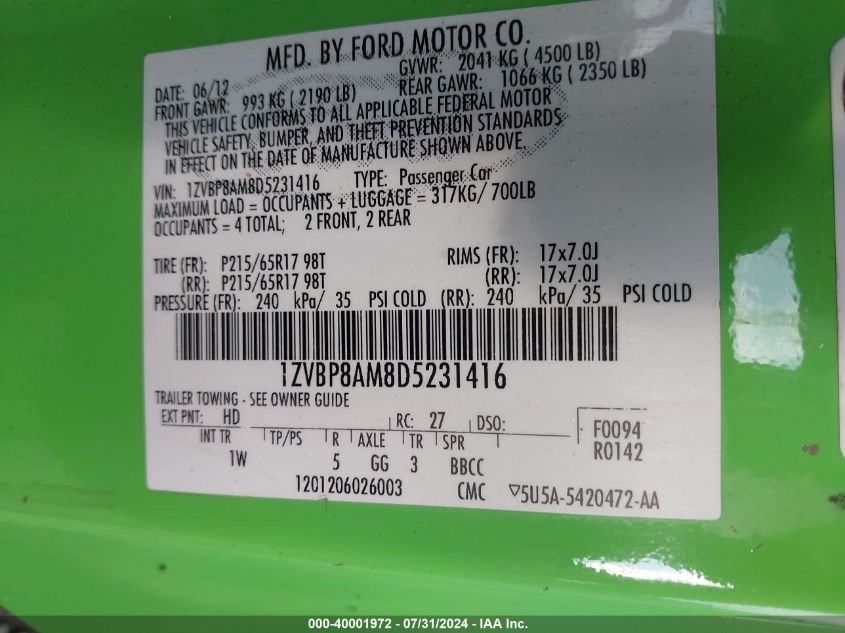 MFD. BY FORD MOTOR CO.
DATE: 06/12 GVWR: 2041 KG ( 4500 LB)
FRONT GAWR: 993 KG ( 2190 LB) REAR GAWR: 1066 KG ( 2350 LB)
THIS VEHICLE CONFORMS TO ALL APPLICABLE FEDERAL MOTOR
VEHICLE SAFETY, BUMPER, AND THEFT PREVENTION STANDARDS
IN EFFECT ON THE DATE OF MANUFACTURE SHOWN ABOVE.
VIN: 1ZVBP8AM8D5231416 TYPE: Passenger Car
MAXIMUM LOAD = OCCUPANTS + LUGGAGE = 317KG/ 700LB
OCCUPANTS = 4 TOTAL; 2 FRONT, 2 REAR
TIRE (FR): P215/65R17 98T RIMS (FR): 17x7.0J
(RR): P215/65R17 98T (RR): 17x7.0J
PRESSURE (FR): 240 kPa/ 35 PSI COLD (RR): 240 kPa/ 35 PSI COLD
1ZVBP8AM8D5231416
TRAILER TOWING - SEE OWNER GUIDE
EXT PNT: HD RC: 27 DSO: F0094
INT TR TP/PS R AXLE TR SPR R0142
1W 5 GG 3 BBCC
1201206026003 CMC ▽5U5A-5420472-AA
000-40001972 - 07/31/2024 - IAA Inc.